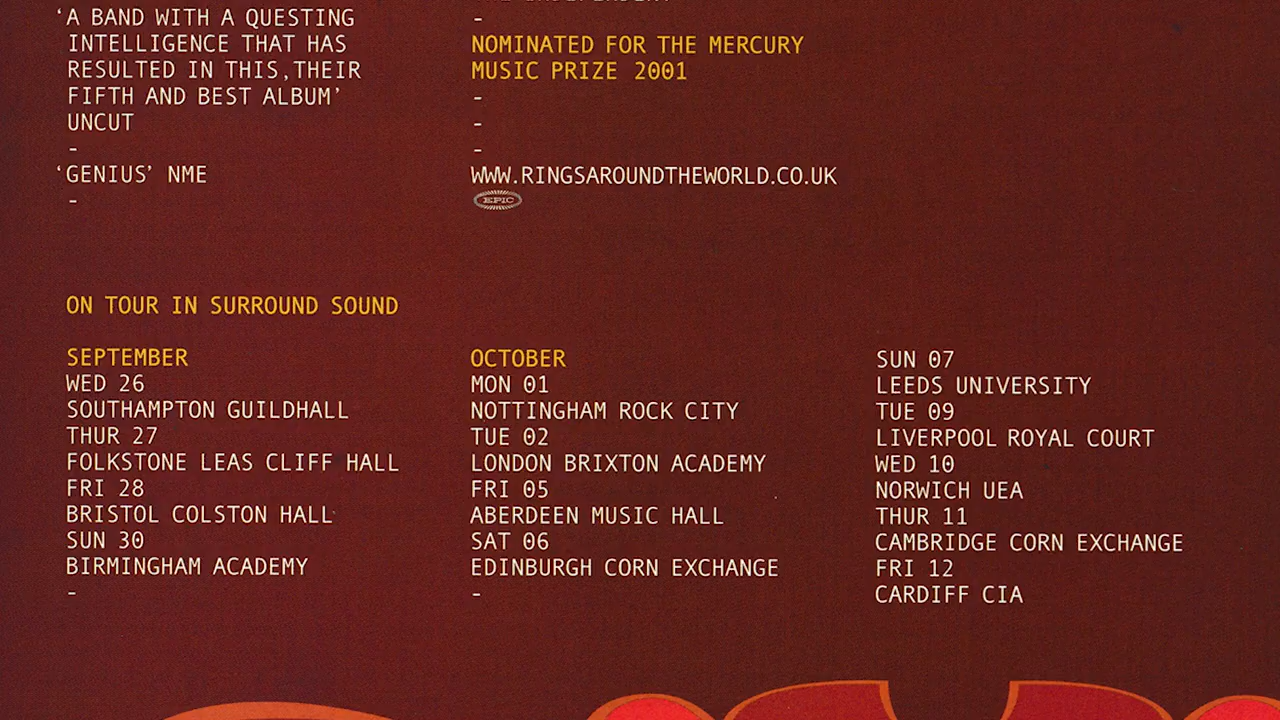 ‘A BAND WITH A QUESTING
INTELLIGENCE THAT HAS
RESULTED IN THIS,THEIR
FIFTH AND BEST ALBUM’
UNCUT
-
‘GENIUS’ NME
-
-
NOMINATED FOR THE MERCURY
MUSIC PRIZE 2001
-
-
-
WWW.RINGSAROUNDTHEWORLD.CO.UK
EPIC
ON TOUR IN SURROUND SOUND
SEPTEMBER
WED 26
SOUTHAMPTON GUILDHALL
THUR 27
FOLKSTONE LEAS CLIFF HALL
FRI 28
BRISTOL COLSTON HALL
SUN 30
BIRMINGHAM ACADEMY
-
OCTOBER
MON 01
NOTTINGHAM ROCK CITY
TUE 02
LONDON BRIXTON ACADEMY
FRI 05
ABERDEEN MUSIC HALL
SAT 06
EDINBURGH CORN EXCHANGE
-
SUN 07
LEEDS UNIVERSITY
TUE 09
LIVERPOOL ROYAL COURT
WED 10
NORWICH UEA
THUR 11
CAMBRIDGE CORN EXCHANGE
FRI 12
CARDIFF CIA